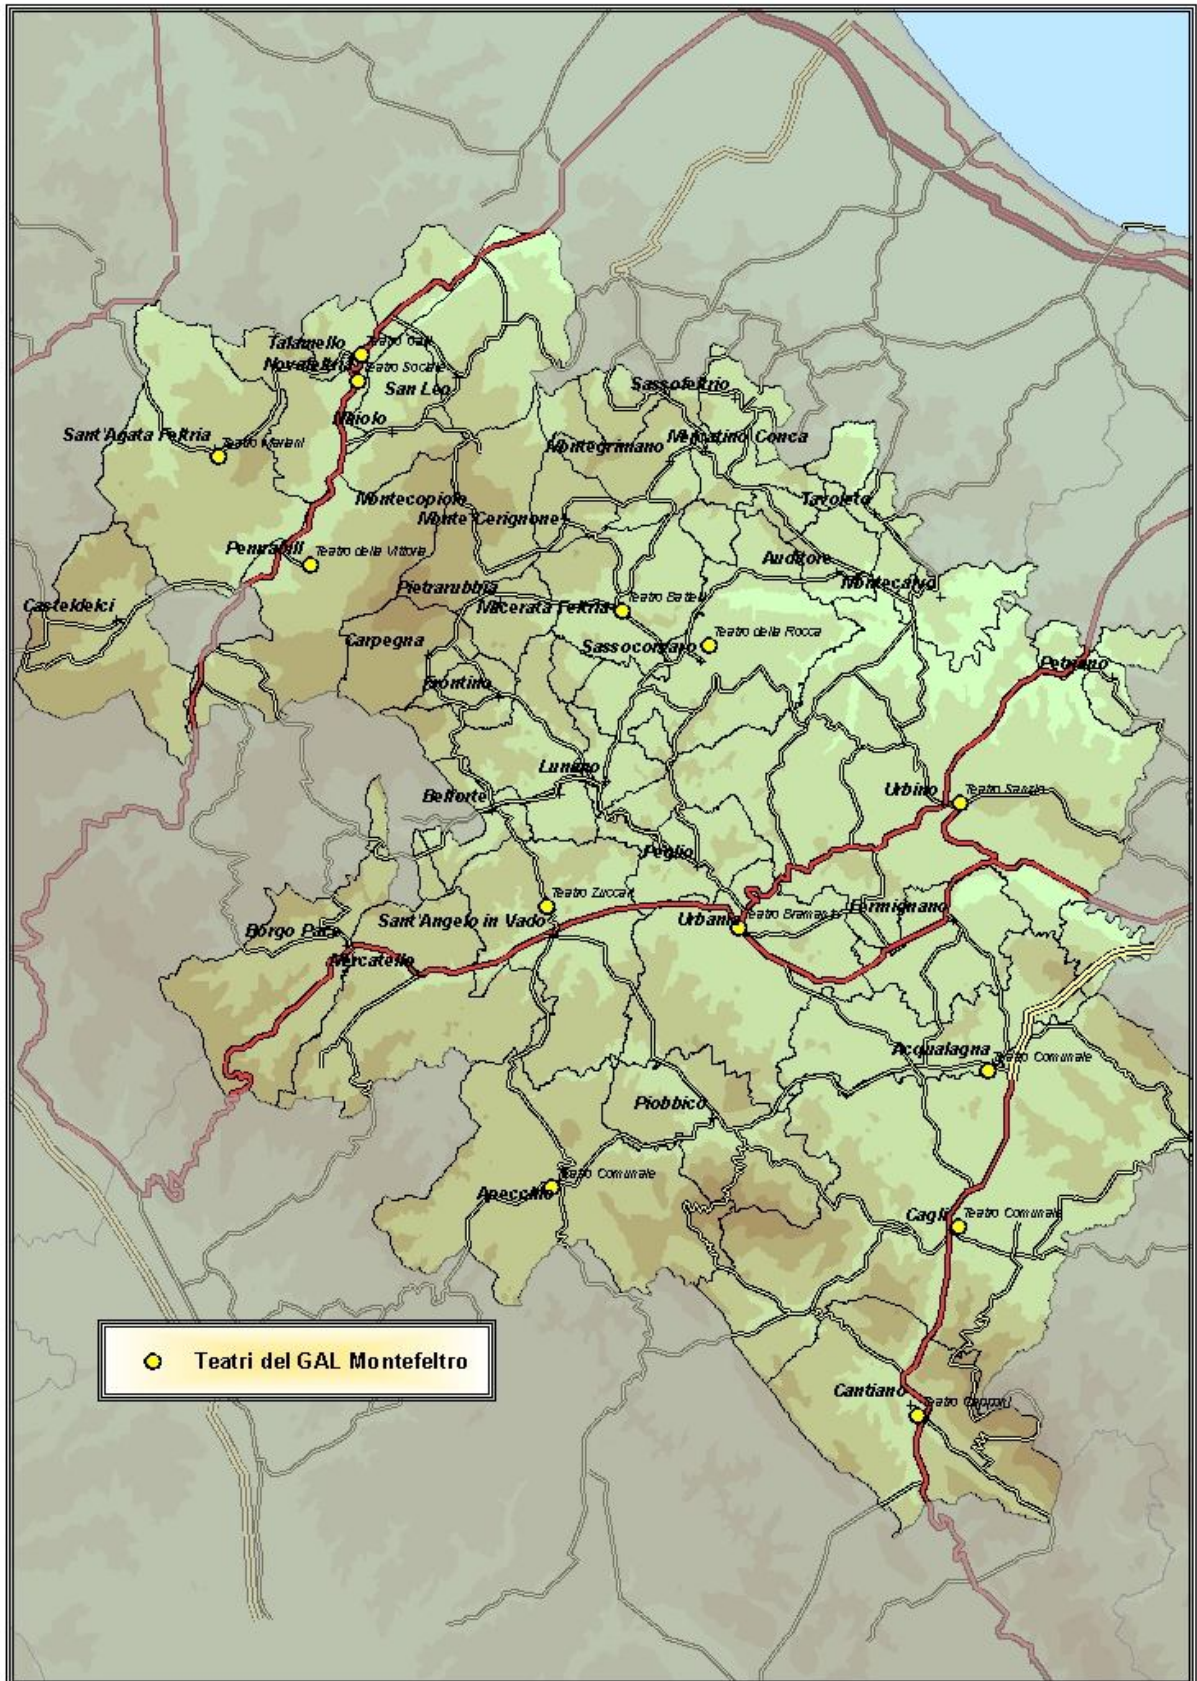 Talamello
Novafeltria
Teatro Sociale
San Leo
Sassofeltrio
Maiolo
Sant'Agata Feltria
Teatro Mariani
Montegrimano
Mercatino Conca
Montecopiolo
Tavoleto
Monte Cerignone
Pennabilli
Teatro della Vittoria
Auditore
Montecalvo
Pietrarubbia
Macerata Feltria
Teatro Battelli
Casteldelci
Carpegna
Sassocorvaro
Teatro della Rocca
Petriano
Frontino
Lunano
Belforte
Urbino
Teatro Sanzio
Peglio
Teatro Zuccari
Borgo Pace
Sant'Angelo in Vado
Urbania
Teatro Bramante
Fermignano
Mercatello
Acqualagna
Teatro Comunale
Piobbico
Apecchio
Teatro Comunale
Cagli
Teatro Comunale
Teatri del GAL Montefeltro
Cantiano
Teatro